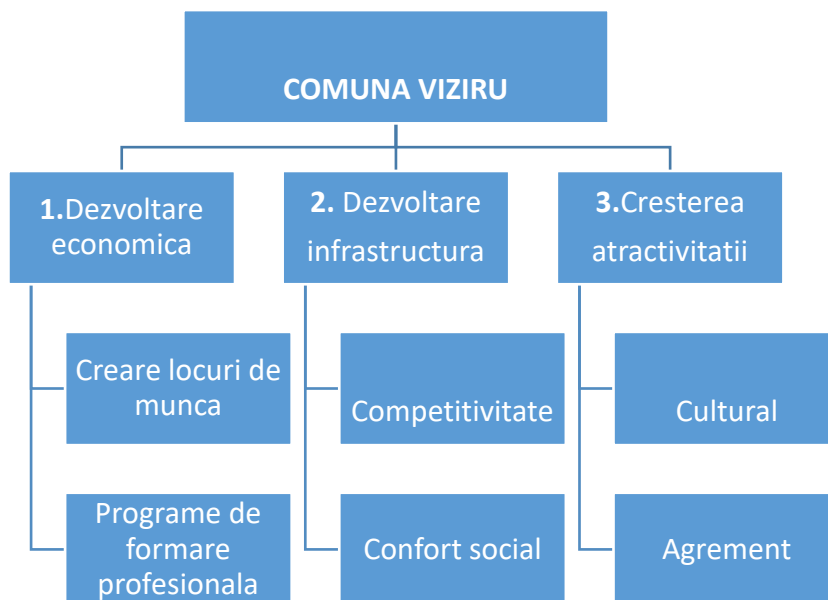 COMUNA VIZIRU
1.Dezvoltare
economica
2. Dezvoltare
infrastructura
3.Cresterea
atractivitatii
Creare locuri de
munca
Competitivitate
Cultural
Programe de
formare
profesionala
Confort social
Agrement